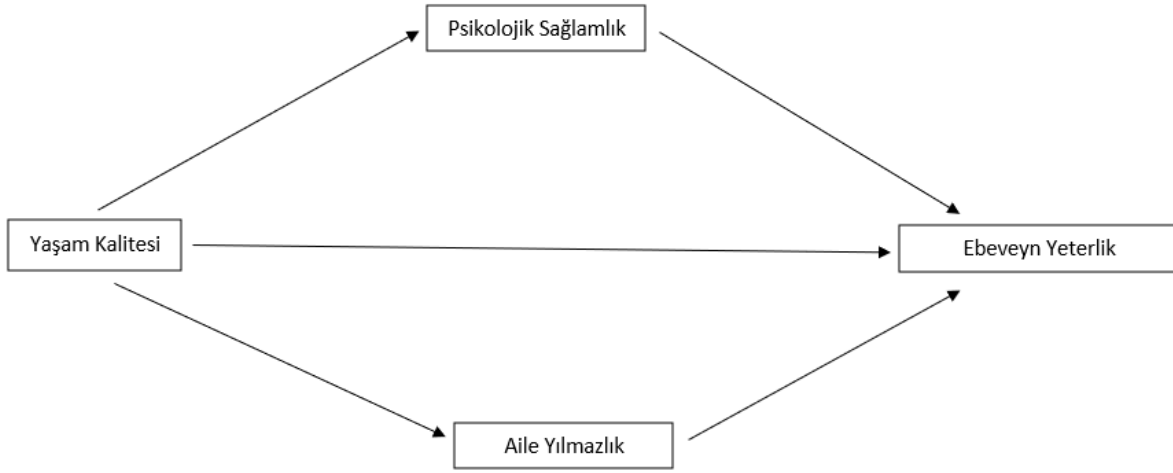 Psikolojik Sağlamlık
Yaşam Kalitesi
Ebeveyn Yeterlik
Aile Yılmazlık